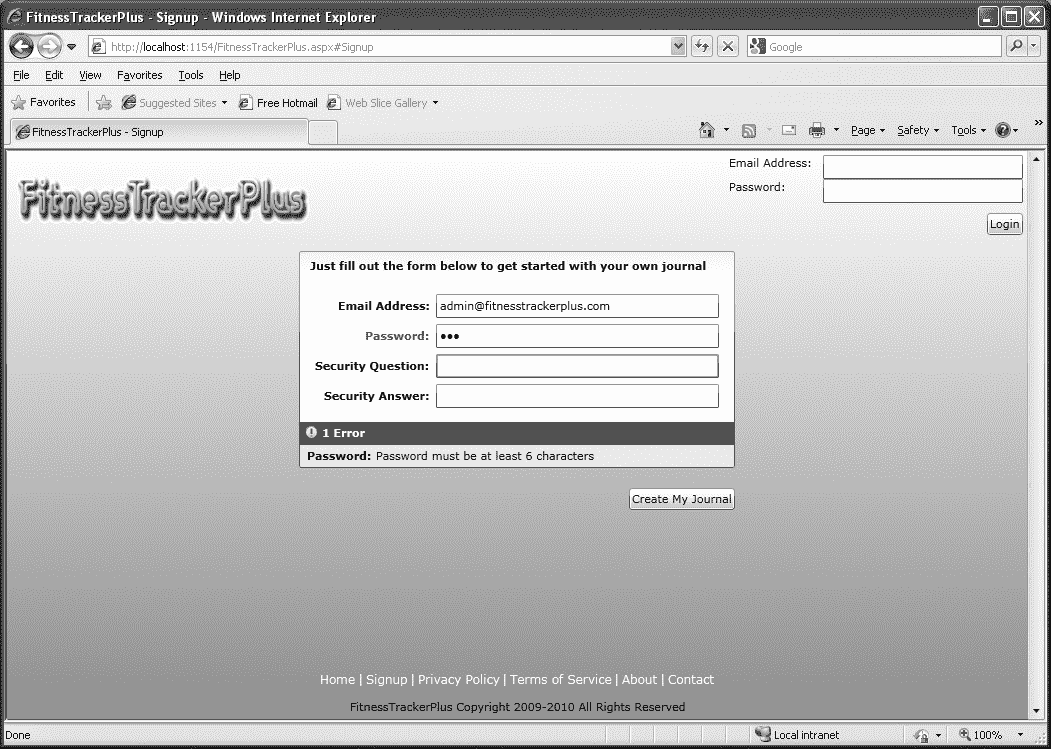 FitnessTrackerPlus - Signup - Windows Internet Explorer
http://localhost:1154/FitnessTrackerPlus.aspx#Signup
Google
File Edit View Favorites Tools Help
Favorites Suggested Sites Free Hotmail Web Slice Gallery
FitnessTrackerPlus - Signup
Page Safety Tools
Email Address:
Password:
FitnessTrackerPlus
Login
Just fill out the form below to get started with your own journal
Email Address: admin@fitnesstrackerplus.com
Password: •••
Security Question:
Security Answer:
1 Error
Password: Password must be at least 6 characters
Create My Journal
Home | Signup | Privacy Policy | Terms of Service | About | Contact
FitnessTrackerPlus Copyright 2009-2010 All Rights Reserved
Done Local intranet 100%